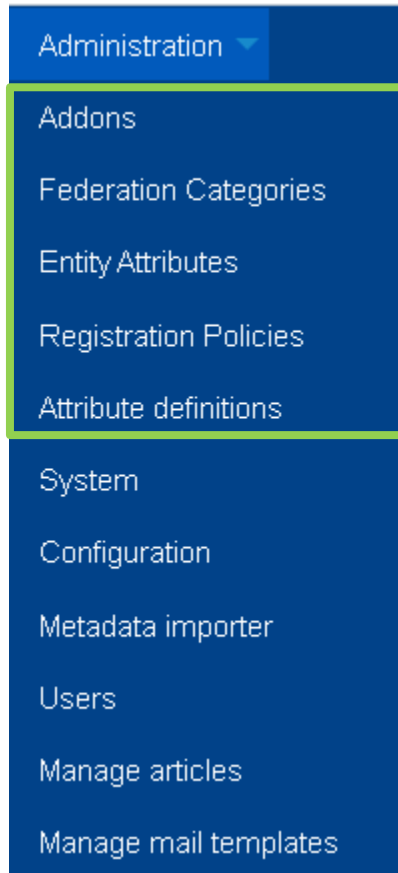 Administration
Addons
Federation Categories
Entity Attributes
Registration Policies
Attribute definitions
System
Configuration
Metadata importer
Users
Manage articles
Manage mail templates